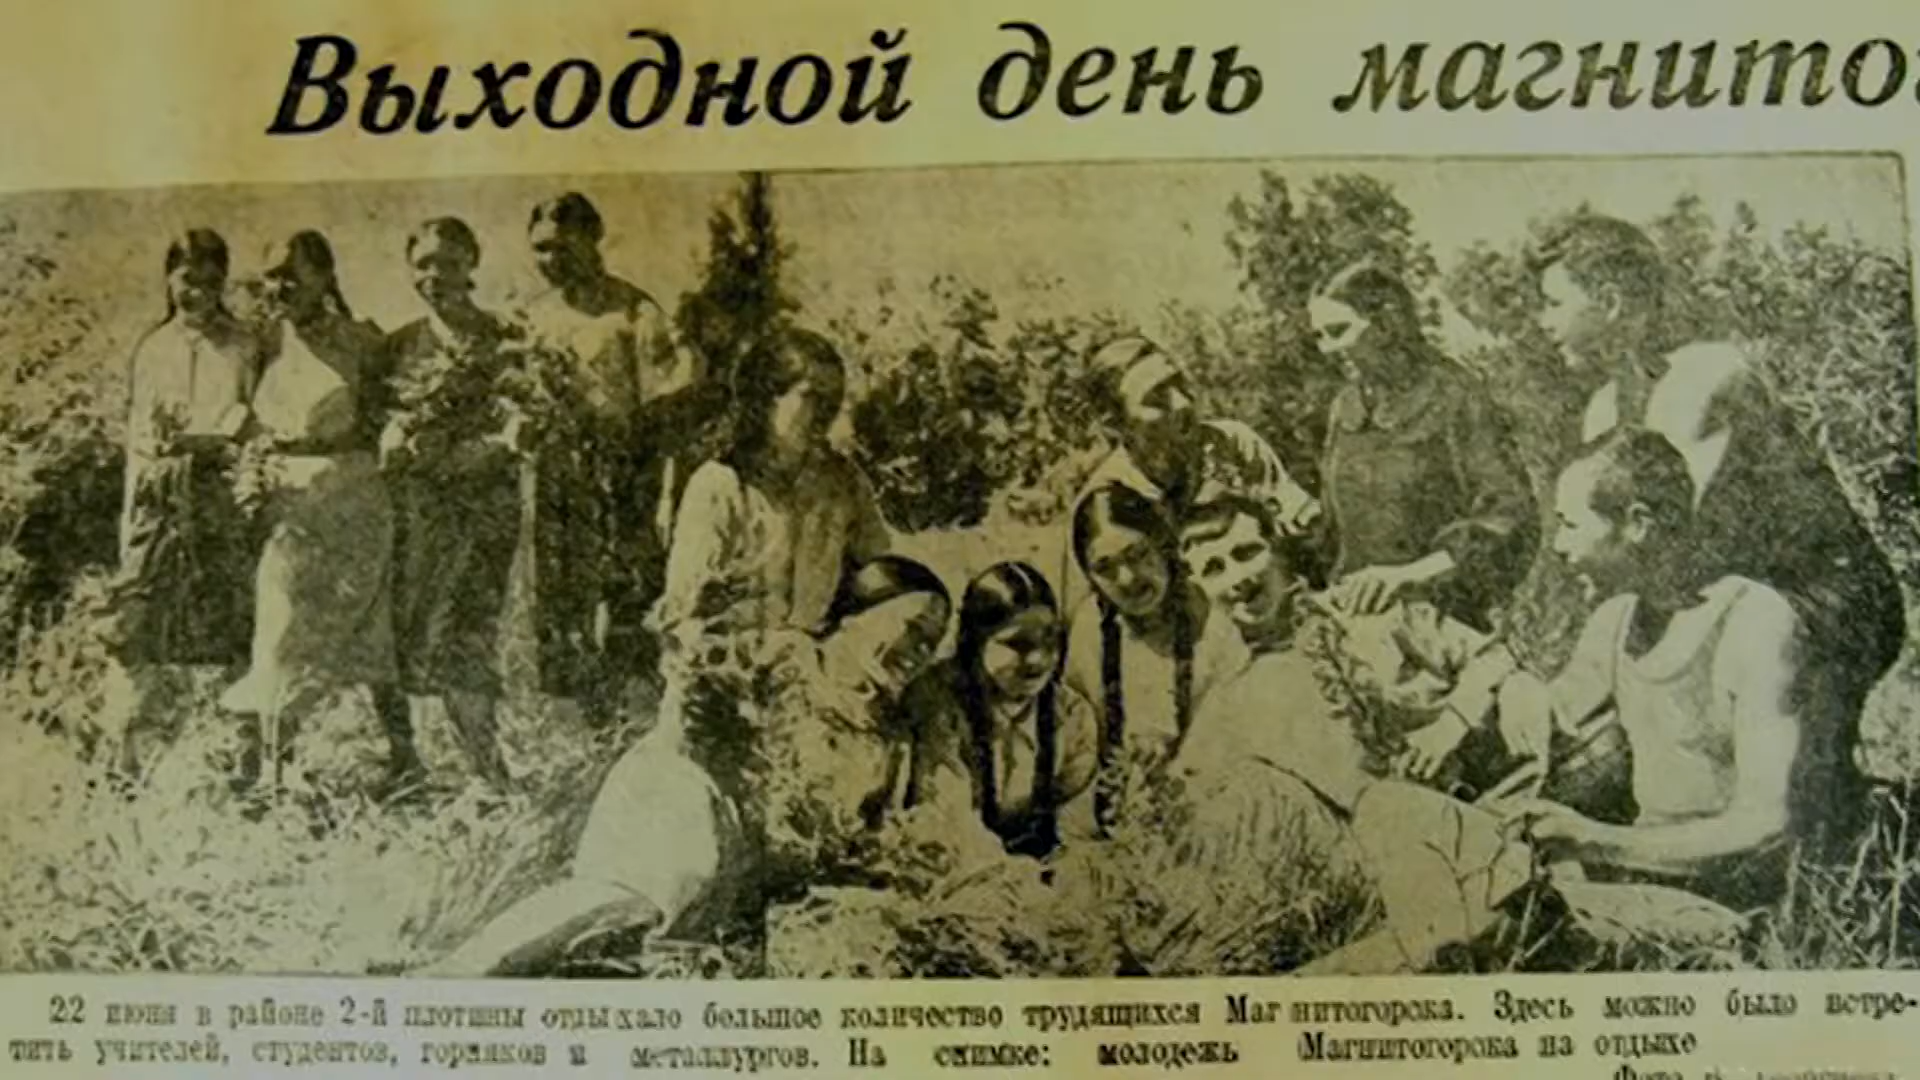 Выходной день магнито
22 июня в районе 2-й плотины отдыхало большое количество трудящихся Магнитогорска. Здесь можно было встре-
тить учителей, студентов, горняков и металлургов. На снимке: молодежь Магнитогорска на отдыхе
Фото